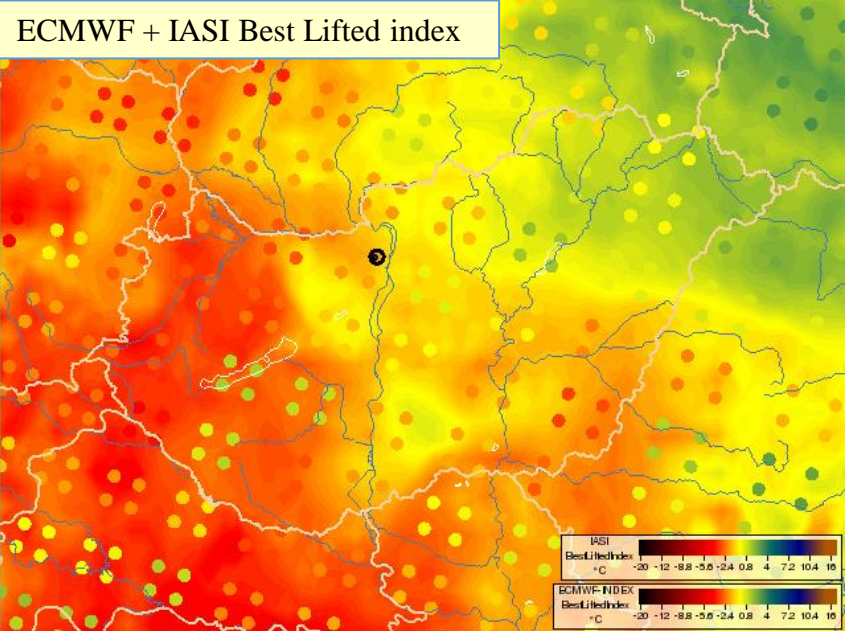 ECMWF + IASI Best Lifted index
IASI
BestLiftedIndex
°C
-20 -12 -8.8 -5.6 -2.4 0.8 4 7.2 10.4 16
ECMWF-INDEX
BestLiftedIndex
°C
-20 -12 -8.8 -5.6 -2.4 0.8 4 7.2 10.4 16